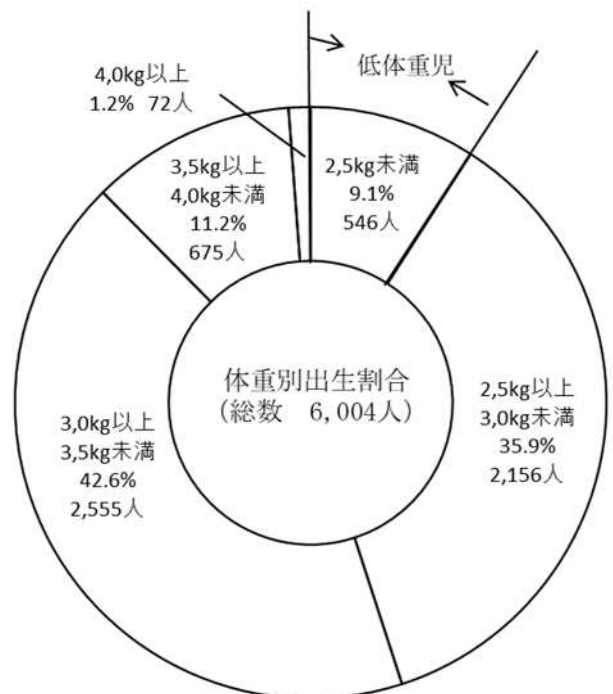 低体重児
4,0kg以上
1.2% 72人
3,5kg以上
4,0kg未満
11.2%
675人
2,5kg未満
9.1%
546人
体重別出生割合
(総数 6,004人)
3,0kg以上
3,5kg未満
42.6%
2,555人
2,5kg以上
3,0kg未満
35.9%
2,156人